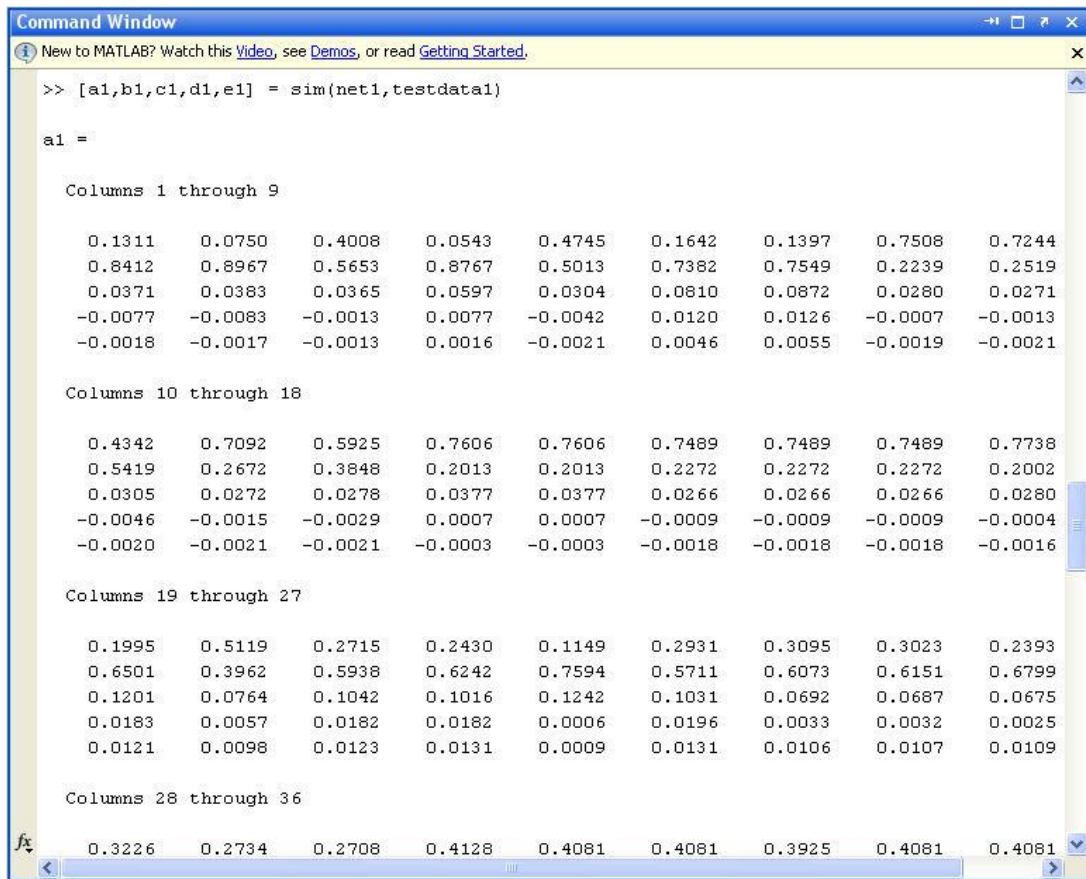 Command Window
New to MATLAB? Watch this Video, see Demos, or read Getting Started.
>> [a1,b1,c1,d1,e1] = sim(net1,testdata1)
a1 =
Columns 1 through 9
0.1311 0.0750 0.4008 0.0543 0.4745 0.1642 0.1397 0.7508 0.7244
0.8412 0.8967 0.5653 0.8767 0.5013 0.7382 0.7549 0.2239 0.2519
0.0371 0.0383 0.0365 0.0597 0.0304 0.0810 0.0872 0.0280 0.0271
-0.0077 -0.0083 -0.0013 0.0077 -0.0042 0.0120 0.0126 -0.0007 -0.0013
-0.0018 -0.0017 -0.0013 0.0016 -0.0021 0.0046 0.0055 -0.0019 -0.0021
Columns 10 through 18
0.4342 0.7092 0.5925 0.7606 0.7606 0.7489 0.7489 0.7489 0.7738
0.5419 0.2672 0.3848 0.2013 0.2013 0.2272 0.2272 0.2272 0.2002
0.0305 0.0272 0.0278 0.0377 0.0377 0.0266 0.0266 0.0266 0.0280
-0.0046 -0.0015 -0.0029 0.0007 0.0007 -0.0009 -0.0009 -0.0009 -0.0004
-0.0020 -0.0021 -0.0021 -0.0003 -0.0003 -0.0018 -0.0018 -0.0018 -0.0016
Columns 19 through 27
0.1995 0.5119 0.2715 0.2430 0.1149 0.2931 0.3095 0.3023 0.2393
0.6501 0.3962 0.5938 0.6242 0.7594 0.5711 0.6073 0.6151 0.6799
0.1201 0.0764 0.1042 0.1016 0.1242 0.1031 0.0692 0.0687 0.0675
0.0183 0.0057 0.0182 0.0182 0.0006 0.0196 0.0033 0.0032 0.0025
0.0121 0.0098 0.0123 0.0131 0.0009 0.0131 0.0106 0.0107 0.0109
Columns 28 through 36
fx 0.3226 0.2734 0.2708 0.4128 0.4081 0.4081 0.3925 0.4081 0.4081